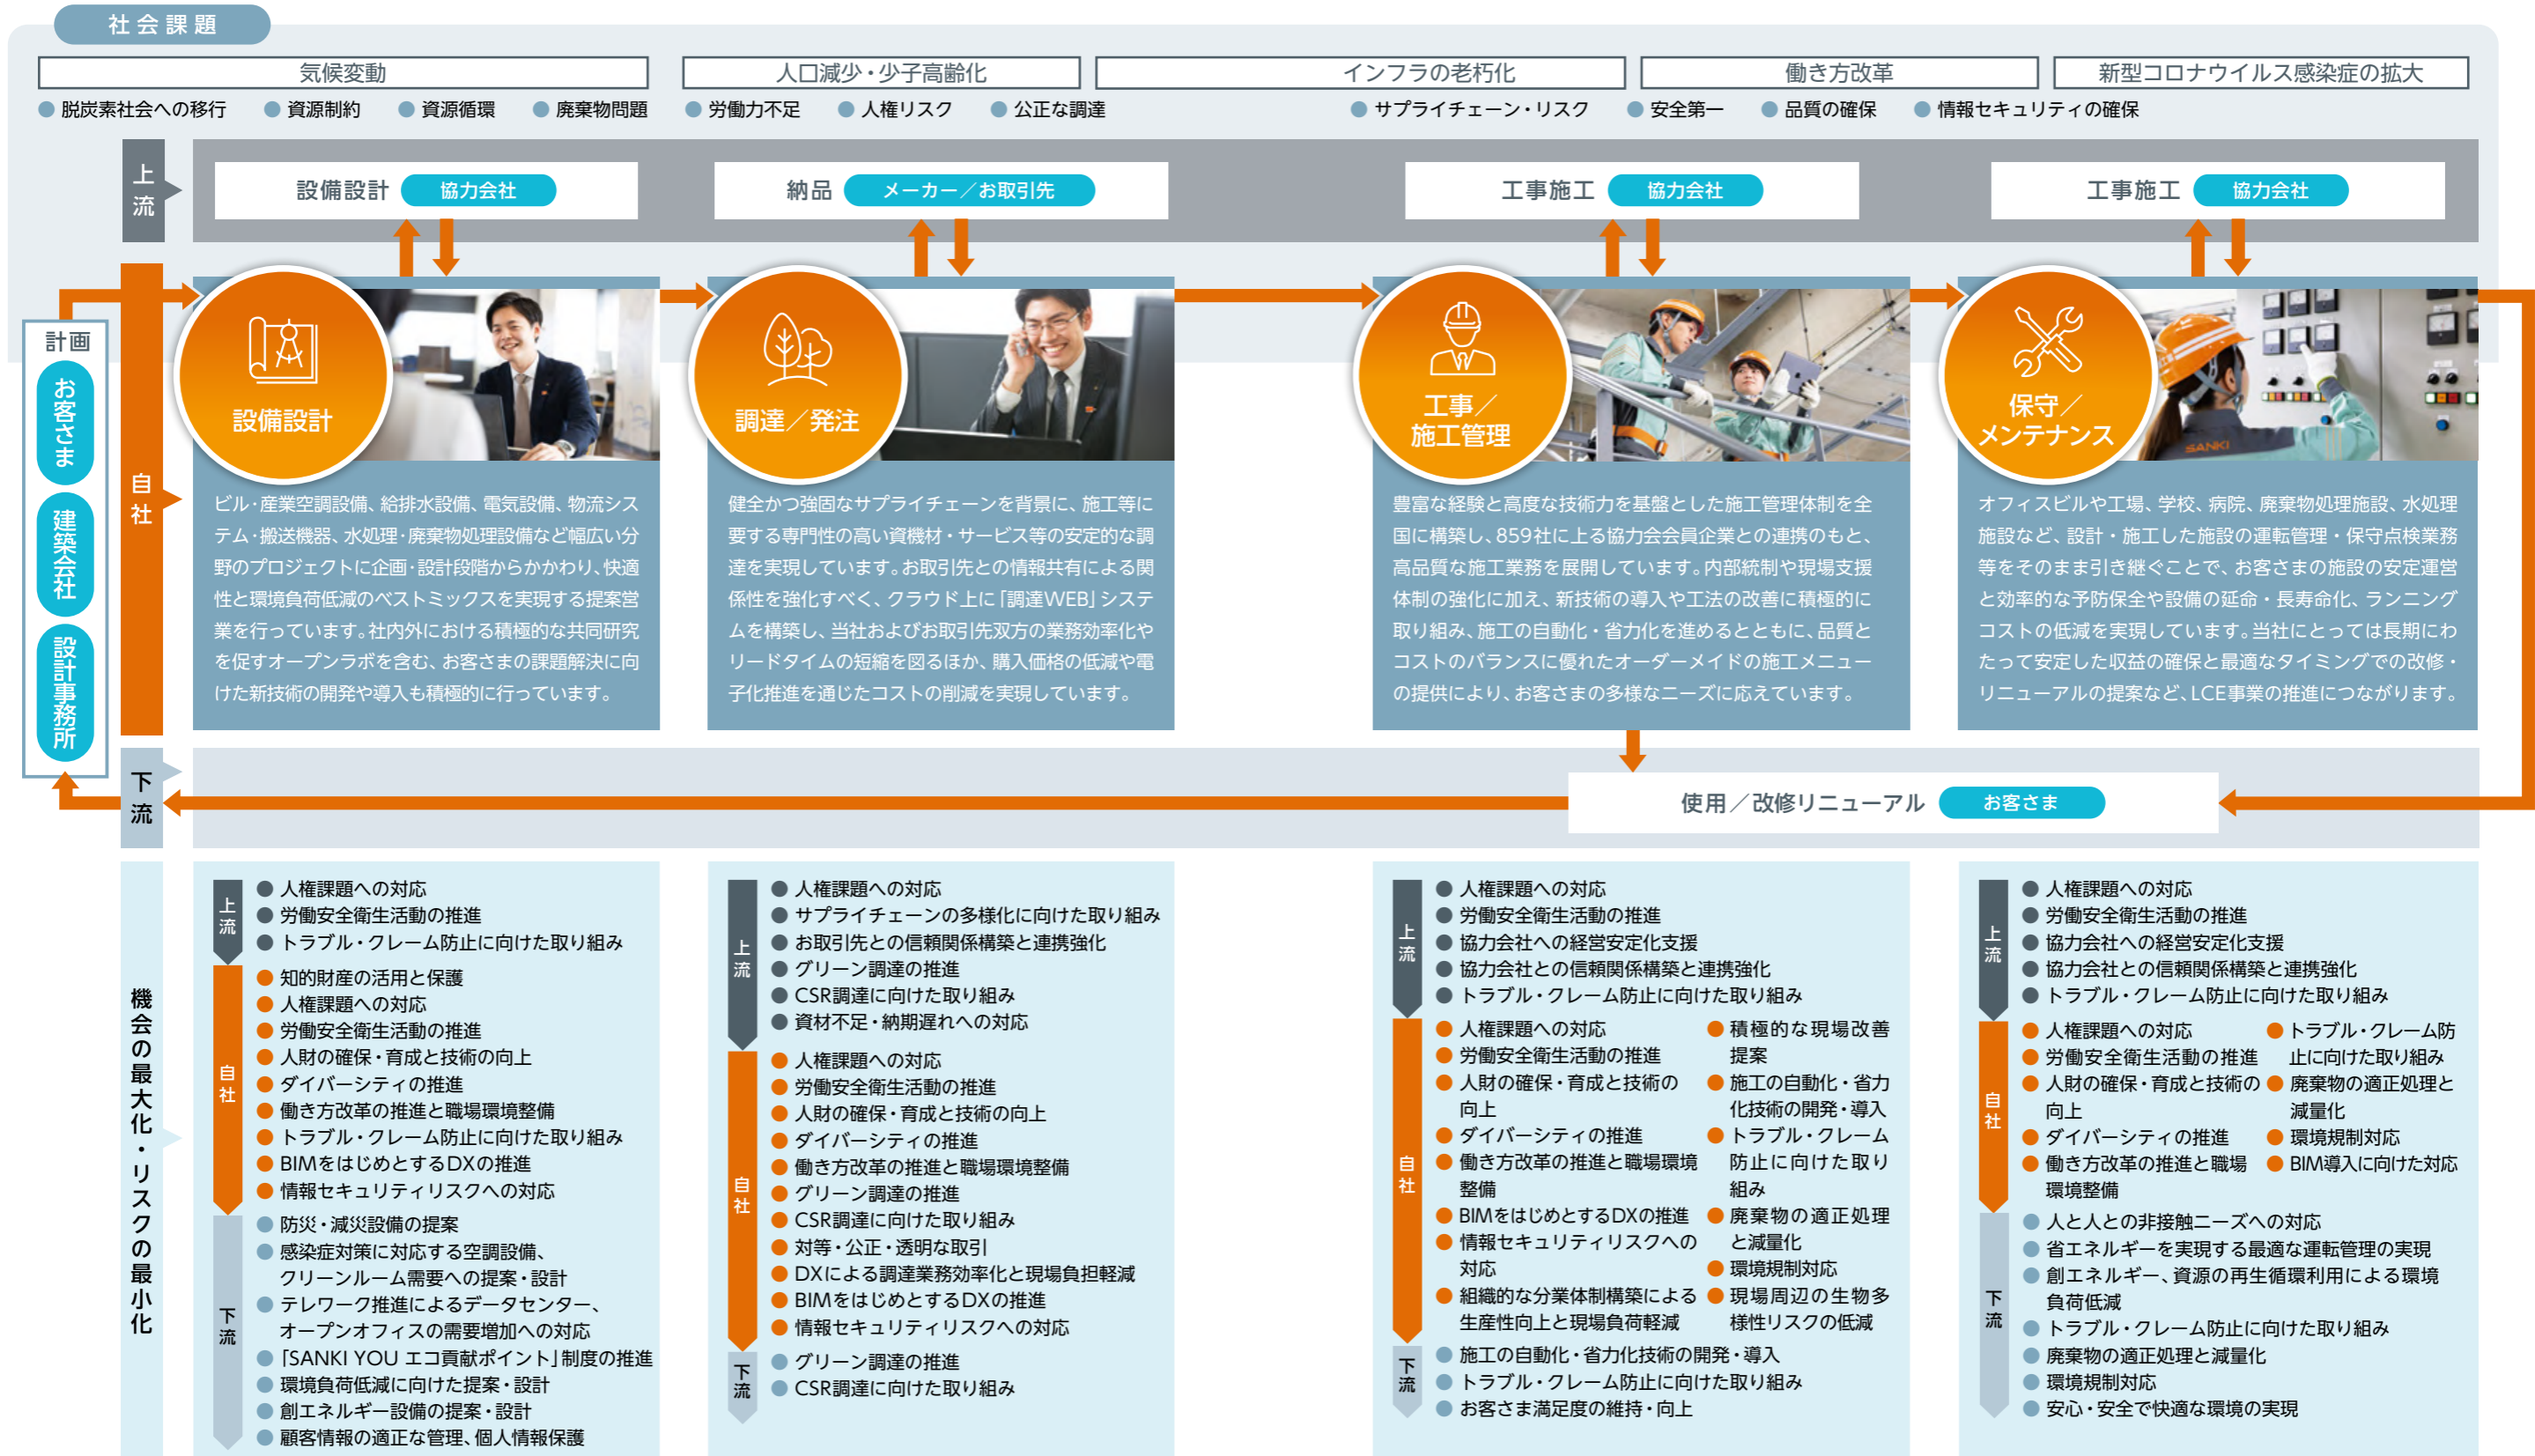 社会課題
気候変動
人口減少・少子高齢化
インフラの老朽化
働き方改革
新型コロナウイルス感染症の拡大
● 脱炭素社会への移行
● 資源制約
● 資源循環
● 廃棄物問題
● 労働力不足
● 人権リスク
● 公正な調達
● サプライチェーン・リスク
● 安全第一
● 品質の確保
● 情報セキュリティの確保
上流
設備設計 協力会社
納品 メーカー／お取引先
工事施工 協力会社
工事施工 協力会社
計画
お客さま
建築会社
設計事務所
自社
設備設計
ビル・産業空調設備、給排水設備、電気設備、物流シス
テム・搬送機器、水処理・廃棄物処理設備など幅広い分
野のプロジェクトに企画・設計段階からかかわり、快適
性と環境負荷低減のベストミックスを実現する提案営
業を行っています。社内外における積極的な共同研究
を促すオープンラボを含む、お客さまの課題解決に向
けた新技術の開発や導入も積極的に行っています。
調達／発注
健全かつ強固なサプライチェーンを背景に、施工等に
要する専門性の高い資機材・サービス等の安定的な調
達を実現しています。お取引先との情報共有による関
係性を強化すべく、クラウド上に「調達WEB」システ
ムを構築し、当社およびお取引先双方の業務効率化や
リードタイムの短縮を図るほか、購入価格の低減や電
子化推進を通じたコストの削減を実現しています。
工事／
施工管理
豊富な経験と高度な技術力を基盤とした施工管理体制を全
国に構築し、859社に上る協力会会員企業との連携のもと、
高品質な施工業務を展開しています。内部統制や現場支援
体制の強化に加え、新技術の導入や工法の改善に積極的に
取り組み、施工の自動化・省力化を進めるとともに、品質と
コストのバランスに優れたオーダーメイドの施工メニュー
の提供により、お客さまの多様なニーズに応えています。
保守／
メンテナンス
SANKI
オフィスビルや工場、学校、病院、廃棄物処理施設、水処理
施設など、設計・施工した施設の運転管理・保守点検業務
等をそのまま引き継ぐことで、お客さまの施設の安定運営
と効率的な予防保全や設備の延命・長寿命化、ランニング
コストの低減を実現しています。当社にとっては長期にわ
たって安定した収益の確保と最適なタイミングでの改修・
リニューアルの提案など、LCE事業の推進につながります。
下流
使用／改修リニューアル お客さま
機会の最大化・リスクの最小化
上流
● 人権課題への対応
● 労働安全衛生活動の推進
● トラブル・クレーム防止に向けた取り組み
自社
● 知的財産の活用と保護
● 人権課題への対応
● 労働安全衛生活動の推進
● 人財の確保・育成と技術の向上
● ダイバーシティの推進
● 働き方改革の推進と職場環境整備
● トラブル・クレーム防止に向けた取り組み
● BIMをはじめとするDXの推進
● 情報セキュリティリスクへの対応
下流
● 防災・減災設備の提案
● 感染症対策に対応する空調設備、
クリーンルーム需要への提案・設計
● テレワーク推進によるデータセンター、
オープンオフィスの需要増加への対応
● 「SANKI YOU エコ貢献ポイント」制度の推進
● 環境負荷低減に向けた提案・設計
● 創エネルギー設備の提案・設計
● 顧客情報の適正な管理、個人情報保護
上流
● 人権課題への対応
● サプライチェーンの多様化に向けた取り組み
● お取引先との信頼関係構築と連携強化
● グリーン調達の推進
● CSR調達に向けた取り組み
● 資材不足・納期遅れへの対応
自社
● 人権課題への対応
● 労働安全衛生活動の推進
● 人財の確保・育成と技術の向上
● ダイバーシティの推進
● 働き方改革の推進と職場環境整備
● グリーン調達の推進
● CSR調達に向けた取り組み
● 対等・公正・透明な取引
● DXによる調達業務効率化と現場負担軽減
● BIMをはじめとするDXの推進
● 情報セキュリティリスクへの対応
下流
● グリーン調達の推進
● CSR調達に向けた取り組み
上流
● 人権課題への対応
● 労働安全衛生活動の推進
● 協力会社への経営安定化支援
● 協力会社との信頼関係構築と連携強化
● トラブル・クレーム防止に向けた取り組み
自社
● 人権課題への対応
● 労働安全衛生活動の推進
● 人財の確保・育成と技術の
向上
● ダイバーシティの推進
● 働き方改革の推進と職場環境
整備
● BIMをはじめとするDXの推進
● 情報セキュリティリスクへの
対応
● 組織的な分業体制構築による
生産性向上と現場負荷軽減
● 積極的な現場改善
提案
● 施工の自動化・省力
化技術の開発・導入
● トラブル・クレーム
防止に向けた取り
組み
● 廃棄物の適正処理
と減量化
● 環境規制対応
● 現場周辺の生物多
様性リスクの低減
下流
● 施工の自動化・省力化技術の開発・導入
● トラブル・クレーム防止に向けた取り組み
● お客さま満足度の維持・向上
上流
● 人権課題への対応
● 労働安全衛生活動の推進
● 協力会社への経営安定化支援
● 協力会社との信頼関係構築と連携強化
● トラブル・クレーム防止に向けた取り組み
自社
● 人権課題への対応
● 労働安全衛生活動の推進
● 人財の確保・育成と技術の
向上
● ダイバーシティの推進
● 働き方改革の推進と職場
環境整備
● トラブル・クレーム防
止に向けた取り組み
● 廃棄物の適正処理と
減量化
● 環境規制対応
● BIM導入に向けた対応
下流
● 人と人との非接触ニーズへの対応
● 省エネルギーを実現する最適な運転管理の実現
● 創エネルギー、資源の再生循環利用による環境
負荷低減
● トラブル・クレーム防止に向けた取り組み
● 廃棄物の適正処理と減量化
● 環境規制対応
● 安心・安全で快適な環境の実現